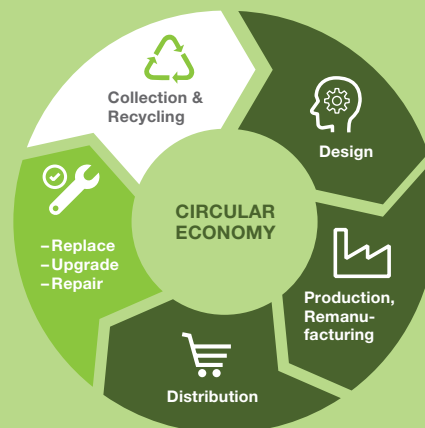 Collection &
Recycling
Design
CIRCULAR
ECONOMY
–Replace
–Upgrade
–Repair
Production,
Remanu-
facturing
Distribution